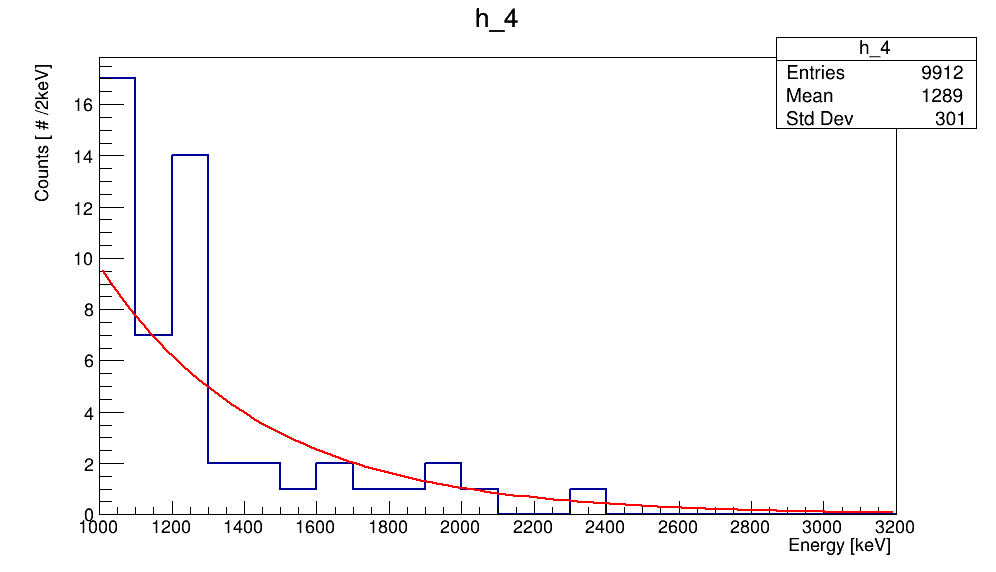 h_4
h_4
Entries 9912
Mean 1289
Std Dev 301
Counts [ # /2keV]
16
14
12
10
8
6
4
2
0
1000 1200 1400 1600 1800 2000 2200 2400 2600 2800 3000 3200
Energy [keV]